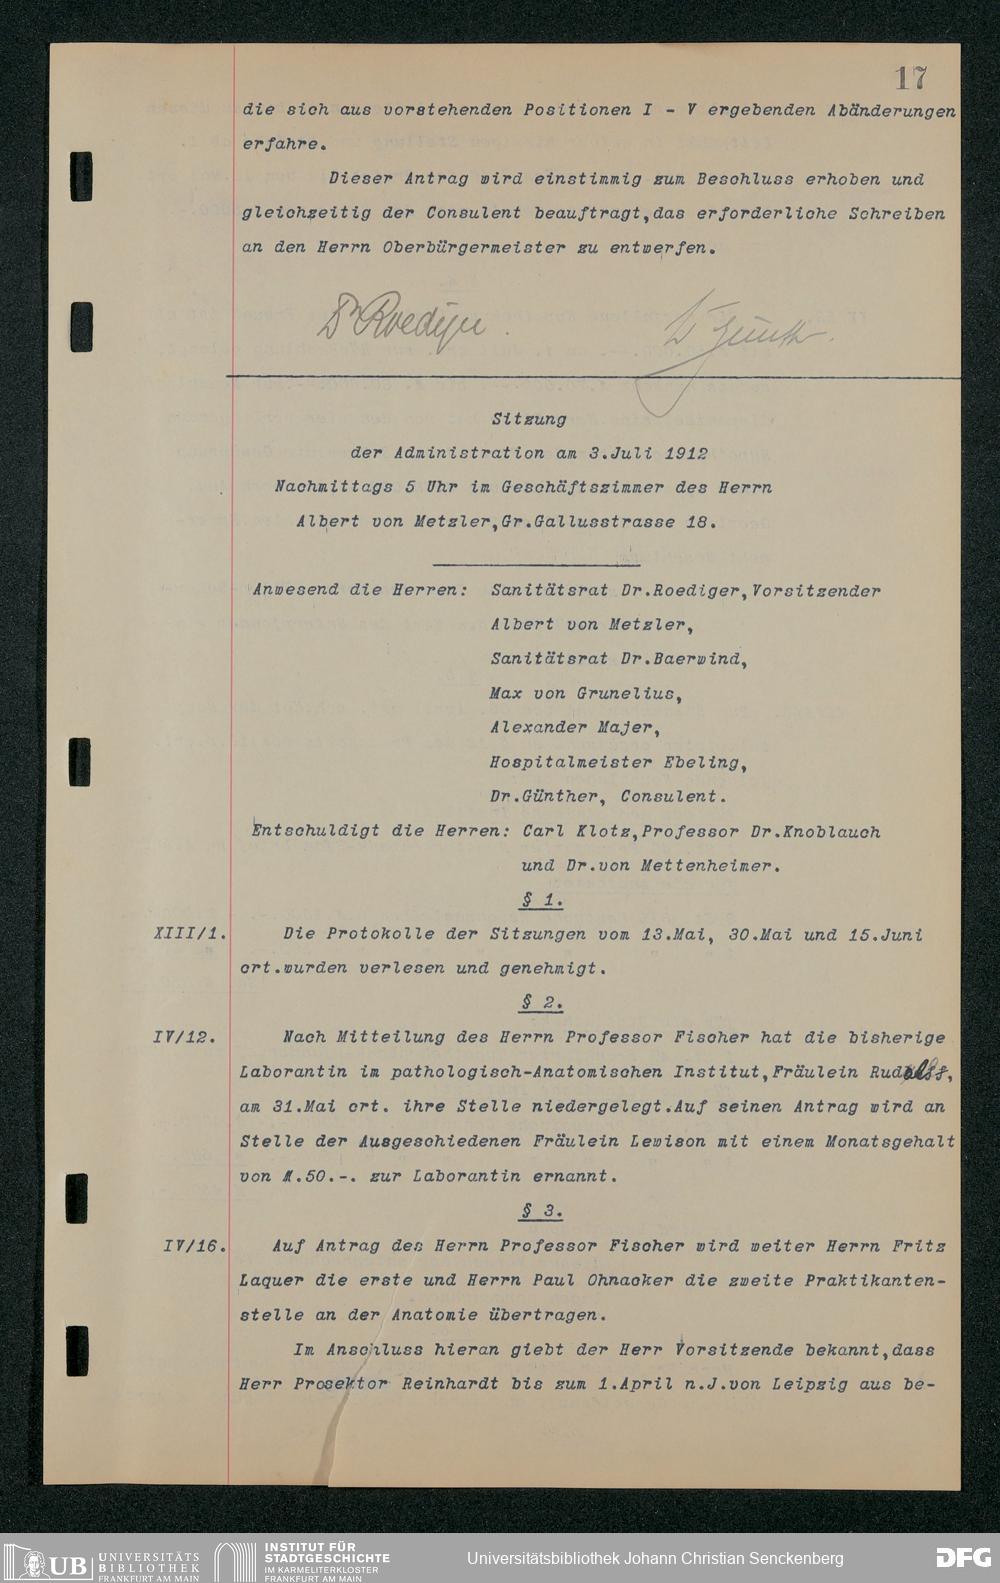 17
die sich aus vorstehenden Positionen I - V ergebenden Abänderungen
erfahre.
Dieser Antrag wird einstimmig zum Beschluss erhoben und
gleichzeitig der Consulent beauftragt,das erforderliche Schreiben
an den Herrn Oberbürgermeister zu entwerfen.
Dr Roediger. Dr Günther.
Sitzung
der Administration am 3.Juli 1912
Nachmittags 5 Uhr im Geschäftszimmer des Herrn
Albert von Metzler,Gr.Gallusstrasse 18.
Anwesend die Herren: Sanitätsrat Dr.Roediger,Vorsitzender
Albert von Metzler,
Sanitätsrat Dr.Baerwind,
Max von Grunelius,
Alexander Majer,
Hospitalmeister Ebeling,
Dr.Günther, Consulent.
Entschuldigt die Herren: Carl Klotz,Professor Dr.Knoblauch
und Dr.von Mettenheimer.
§ 1.
XIII/1. Die Protokolle der Sitzungen vom 13.Mai, 30.Mai und 15.Juni
crt.wurden verlesen und genehmigt.
§ 2.
IV/12. Nach Mitteilung des Herrn Professor Fischer hat die bisherige
Laborantin im pathologisch-Anatomischen Institut,Fräulein
am 31.Mai crt. ihre Stelle niedergelegt.Auf seinen Antrag wird an
Stelle der Ausgeschiedenen Fräulein Lewison mit einem Monatsgehalt
von M.50.-. zur Laborantin ernannt.
§ 3.
IV/16. Auf Antrag des Herrn Professor Fischer wird weiter Herrn Fritz
Laquer die erste und Herrn Paul Ohnacker die zweite Praktikanten-
stelle an der Anatomie übertragen.
Im Anschluss hieran giebt der Herr Vorsitzende bekannt,dass
Herr Prosektor Reinhardt bis zum 1.April n.J.von Leipzig aus be-
UB UNIVERSITÄTS
BIBLIOTHEK
FRANKFURT AM MAIN
INSTITUT FÜR
STADTGESCHICHTE
IM KARMELITERKLOSTER
FRANKFURT AM MAIN
Universitätsbibliothek Johann Christian Senckenberg
DFG